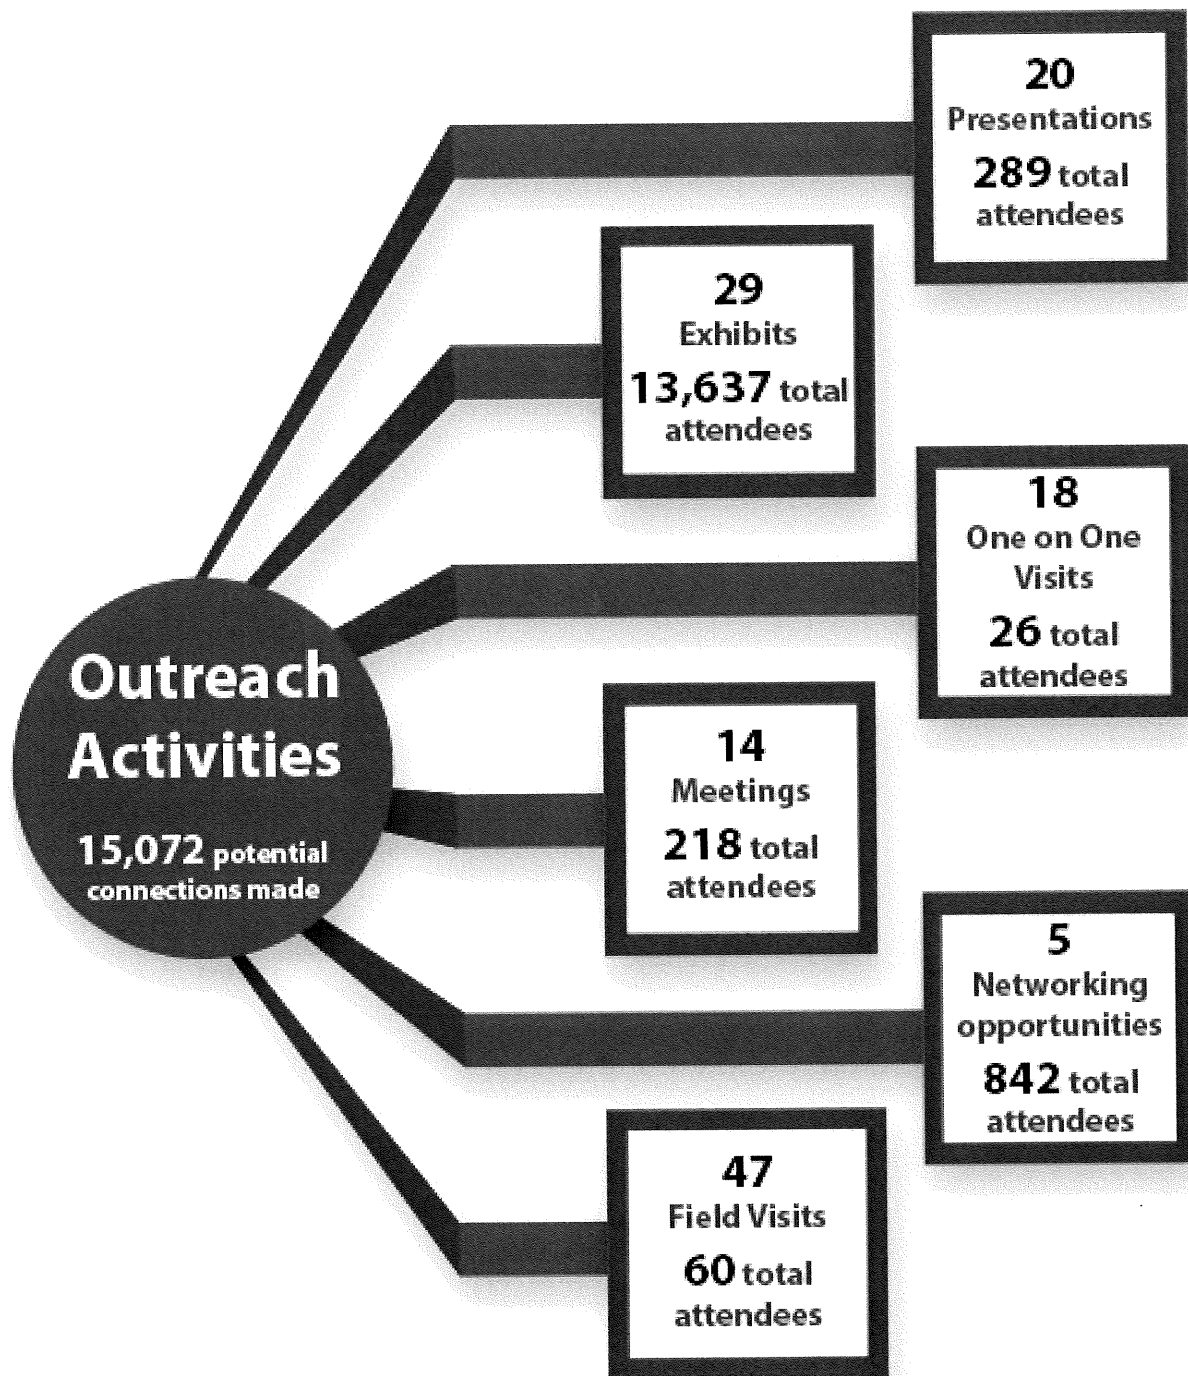 Outreach
Activities
15,072 potential
connections made
20
Presentations
289 total
attendees
29
Exhibits
13,637 total
attendees
18
One on One
Visits
26 total
attendees
14
Meetings
218 total
attendees
5
Networking
opportunities
842 total
attendees
47
Field Visits
60 total
attendees